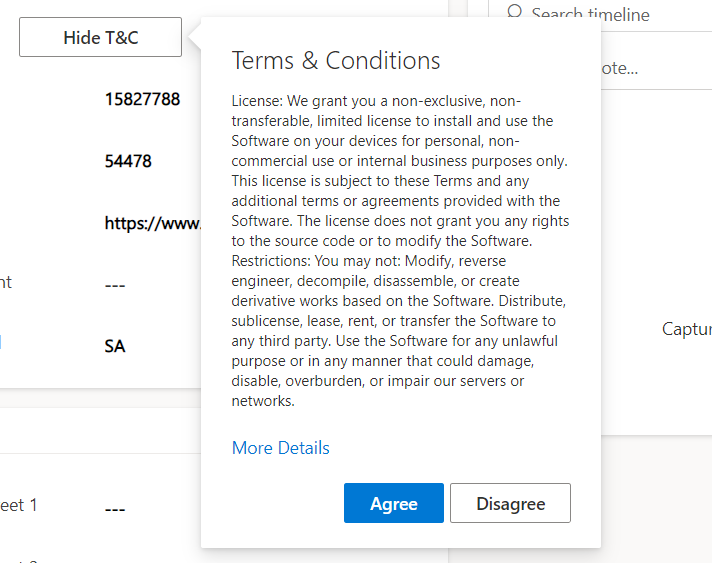 Hide T&C
15827788
54478
https://www.
nt
---
SA
eet 1
---
Terms & Conditions
License: We grant you a non-exclusive, non-
transferable, limited license to install and use the
Software on your devices for personal, non-
commercial use or internal business purposes only.
This license is subject to these Terms and any
additional terms or agreements provided with the
Software. The license does not grant you any rights
to the source code or to modify the Software.
Restrictions: You may not: Modify, reverse
engineer, decompile, disassemble, or create
derivative works based on the Software. Distribute,
sublicense, lease, rent, or transfer the Software to
any third party. Use the Software for any unlawful
purpose or in any manner that could damage,
disable, overburden, or impair our servers or
networks.
More Details
Agree
Disagree
Search timeline
ote...
Captur